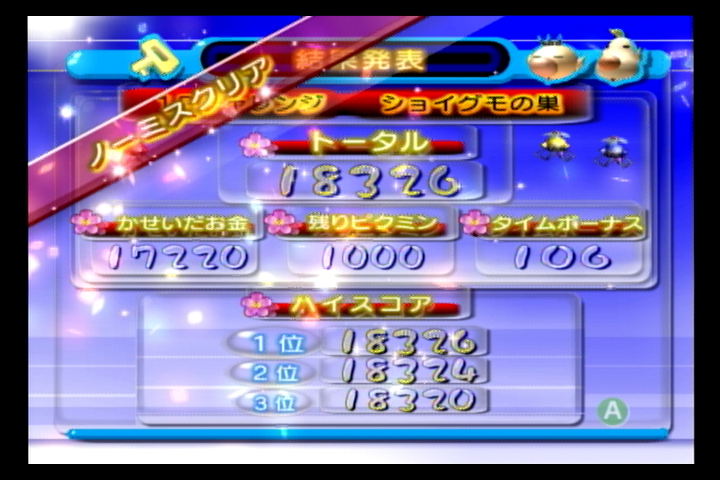 結果発表
ノーミスクリア
チャレンジ ショイグモの巣
トータル
18326
かせいだお金 残りピクミン タイムボーナス
17220 1000 106
ハイスコア
1位 18326
2位 18324
3位 18320
A